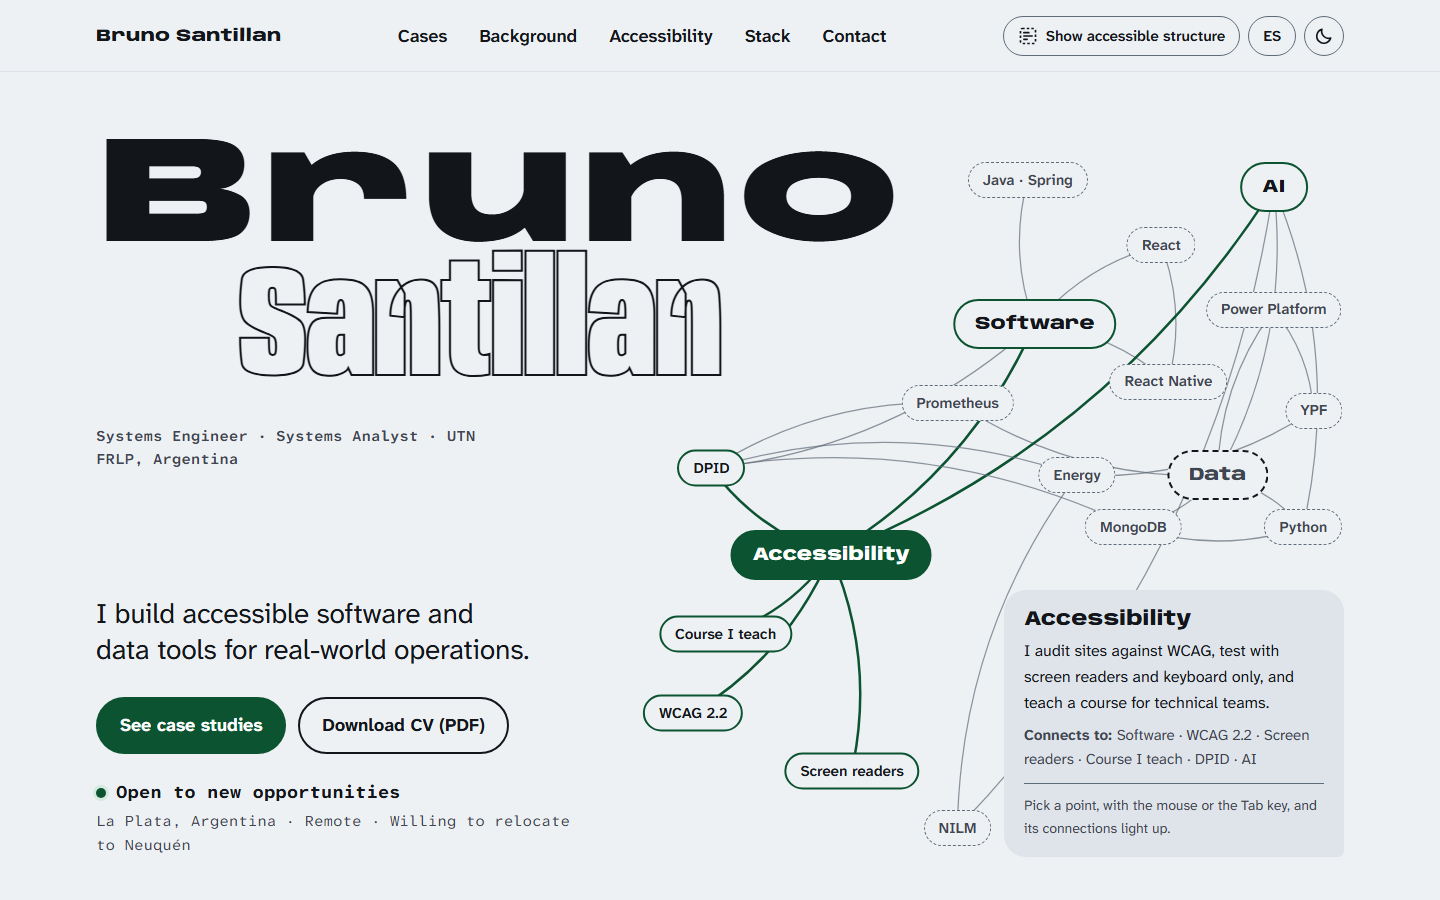 Bruno Santillan
Cases
Background
Accessibility
Stack
Contact
Show accessible structure
ES
Bruno
Santillan
Systems Engineer · Systems Analyst · UTN
FRLP, Argentina
I build accessible software and
data tools for real-world operations.
See case studies
Download CV (PDF)
Open to new opportunities
La Plata, Argentina · Remote · Willing to relocate
to Neuquén
Java · Spring
AI
React
Power Platform
Software
React Native
Prometheus
YPF
DPID
Energy
Data
MongoDB
Python
Accessibility
Course I teach
WCAG 2.2
Screen readers
NILM
Accessibility
I audit sites against WCAG, test with
screen readers and keyboard only, and
teach a course for technical teams.
Connects to: Software · WCAG 2.2 · Screen
readers · Course I teach · DPID · AI
Pick a point, with the mouse or the Tab key, and
its connections light up.